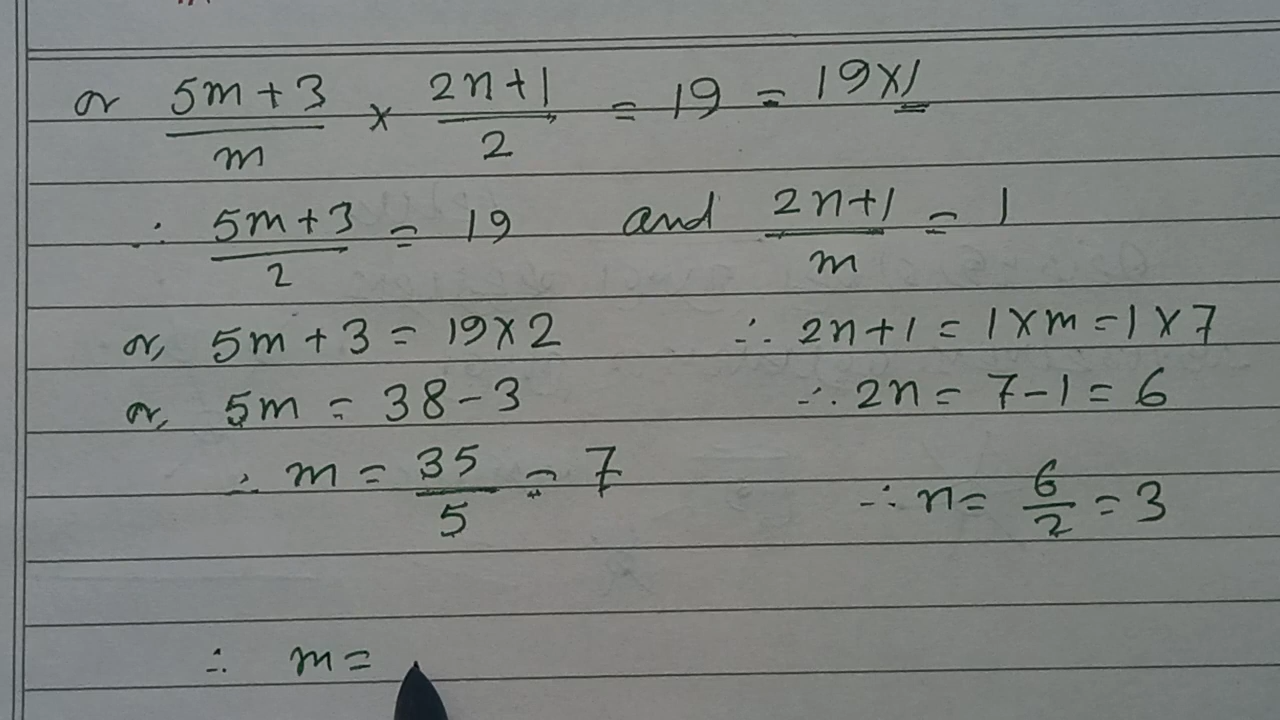 or (5m+3)/m × (2n+1)/2 = 19 = 19×1
∴ (5m+3)/2 = 19 and (2n+1)/m = 1
or, 5m+3 = 19×2 ∴ 2n+1 = 1×m = 1×7
or, 5m = 38-3 ∴ 2n = 7-1 = 6
∴ m = 35/5 = 7 ∴ n = 6/2 = 3
∴ m =